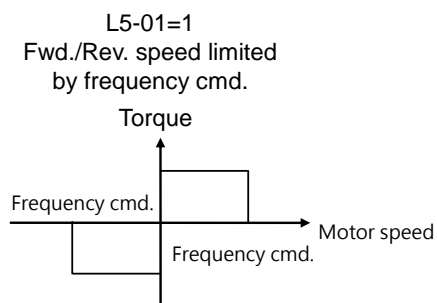 L5-01=1
Fwd./Rev. speed limited
by frequency cmd.
Torque
Frequency cmd.
Motor speed
Frequency cmd.